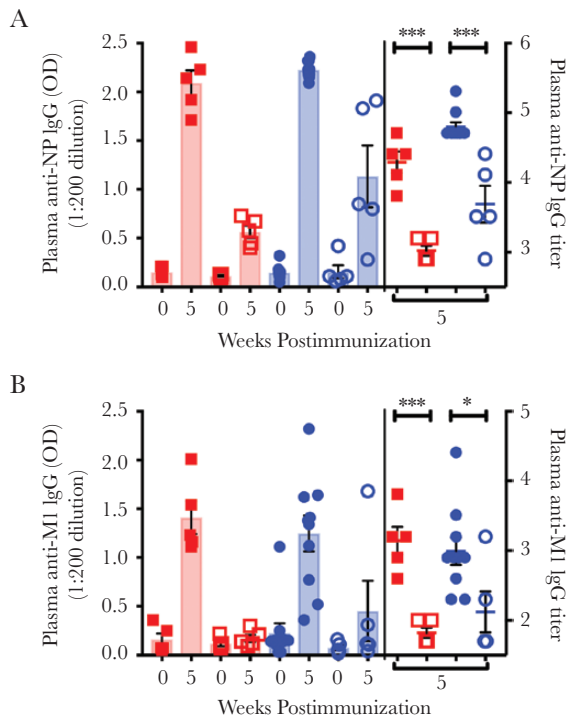 A
Plasma anti-NP IgG (OD)
(1:200 dilution)
2.5
2.0
1.5
1.0
0.5
0.0
0 5 0 5 0 5 0 5
5
Weeks Postimmunization
*** ***
6
5
4
3
Plasma anti-NP IgG titer
B
Plasma anti-M1 IgG (OD)
(1:200 dilution)
2.5
2.0
1.5
1.0
0.5
0.0
0 5 0 5 0 5 0 5
5
Weeks Postimmunization
*** *
5
4
3
2
Plasma anti-M1 IgG titer